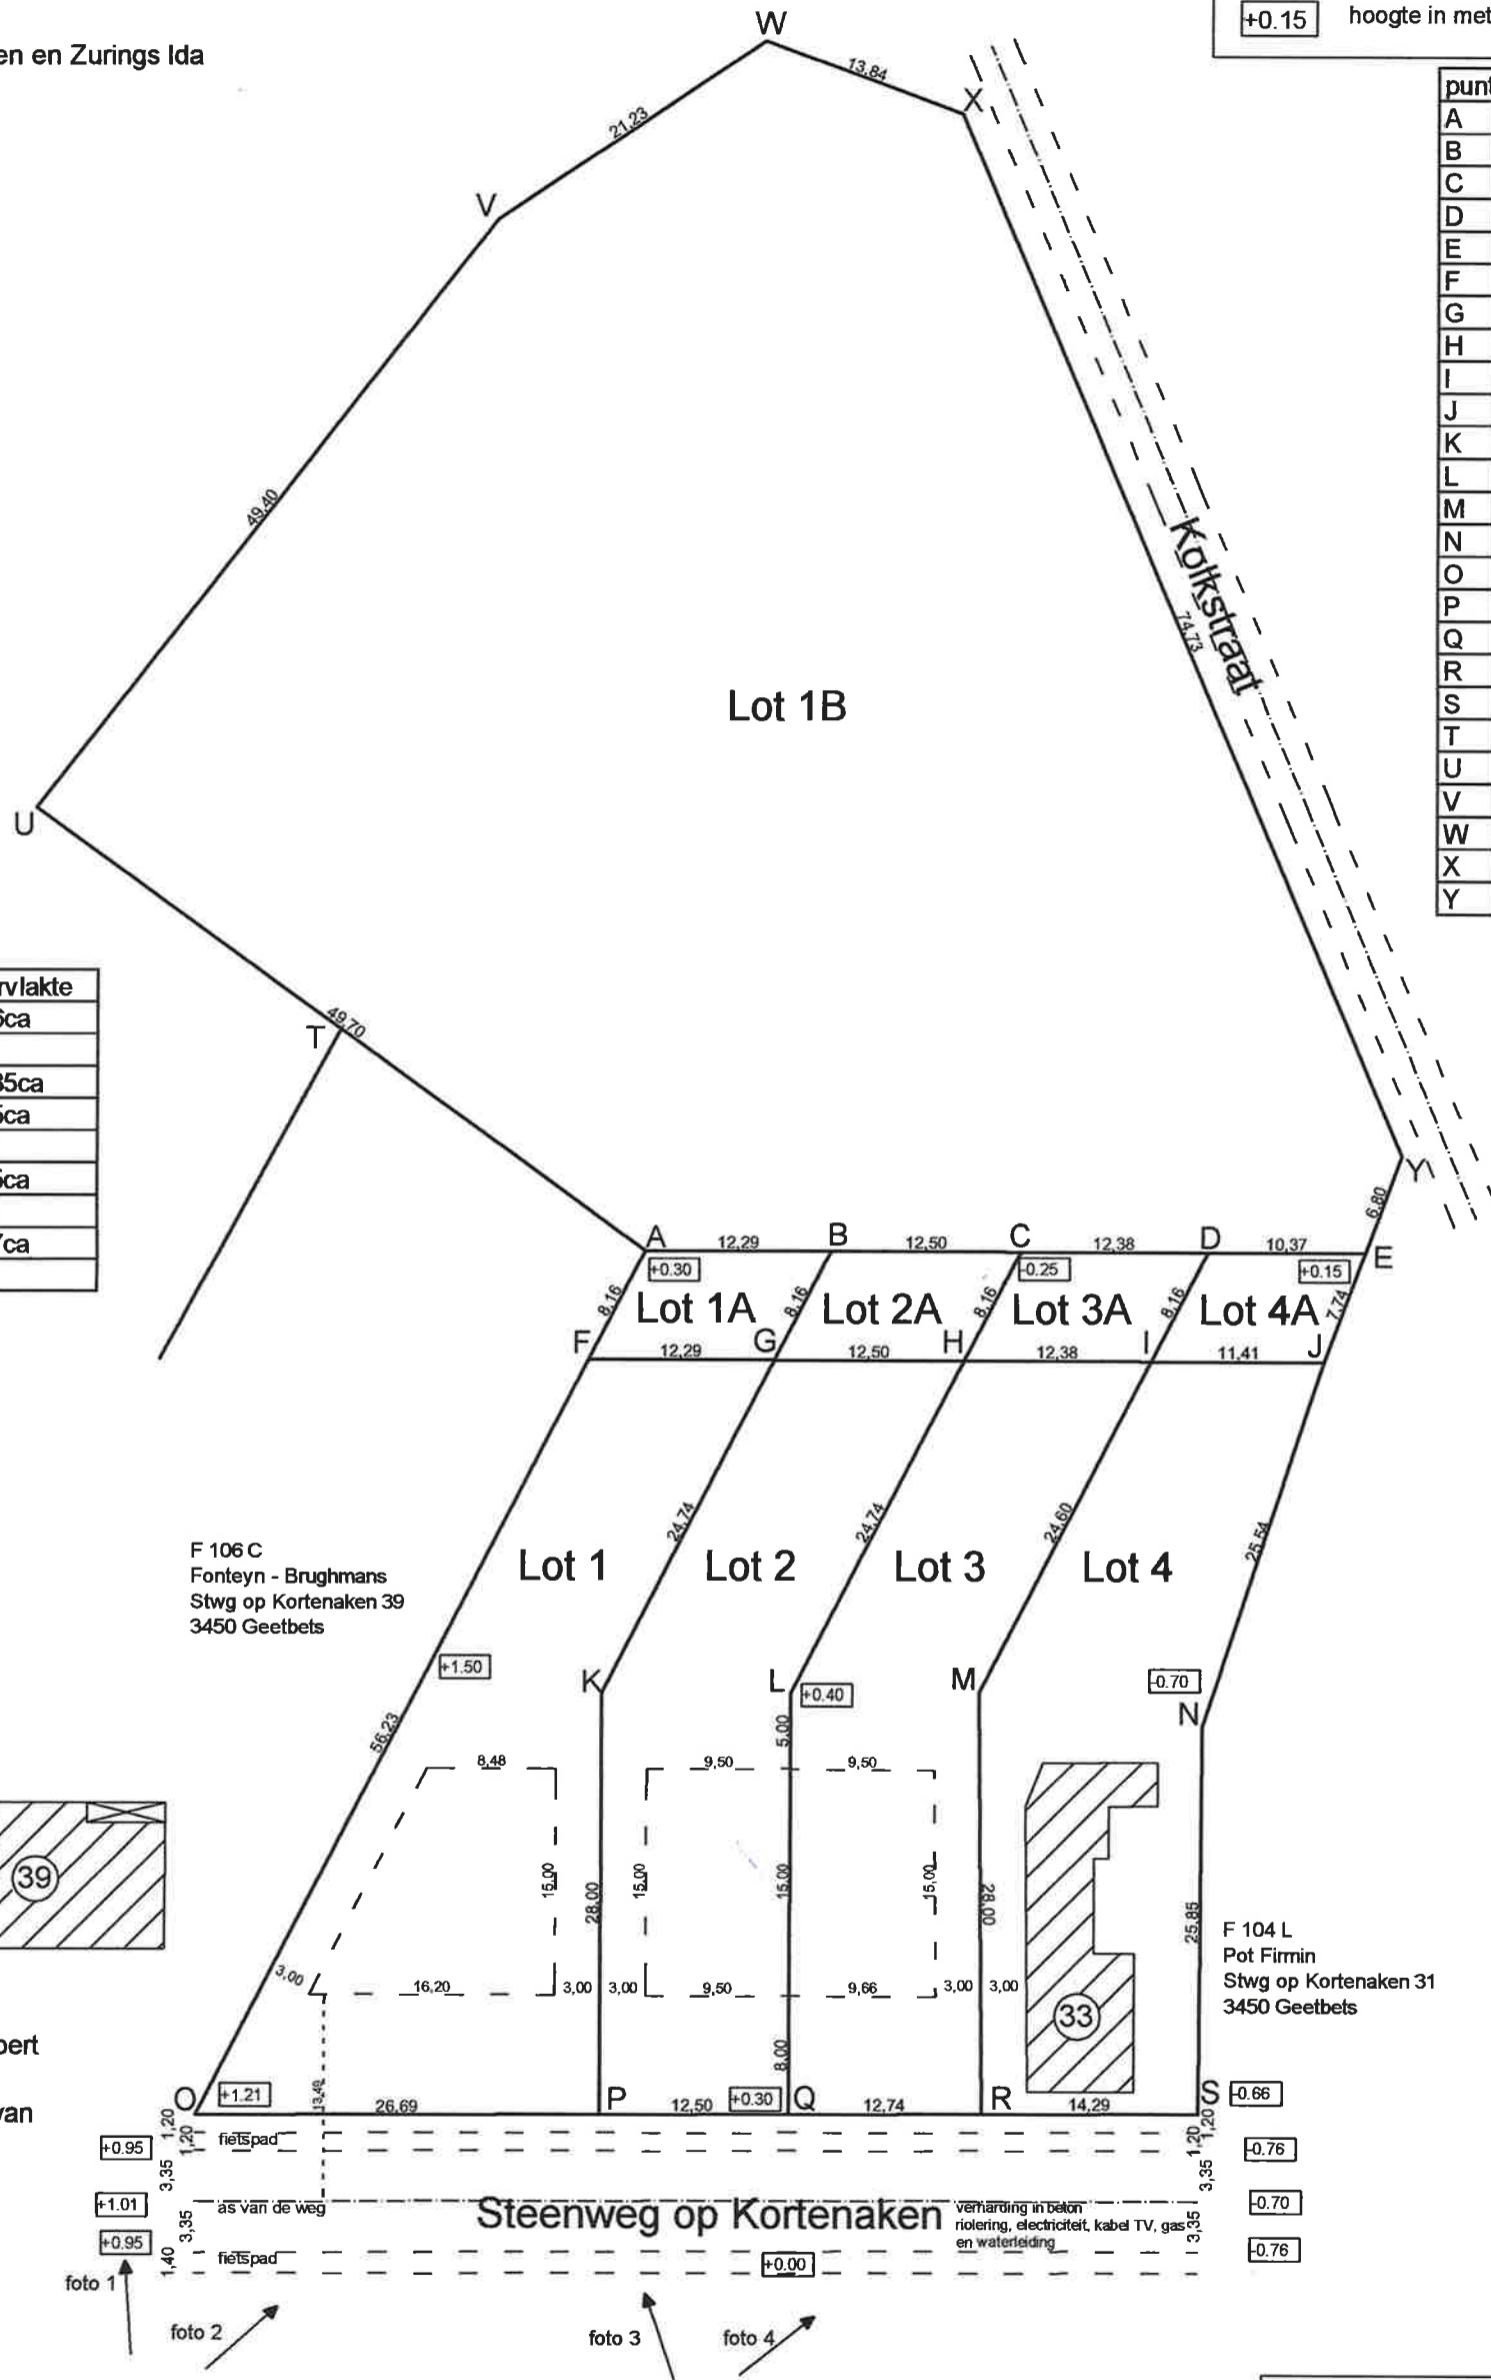 en en Zurings Ida
+0.15 hoogte in met
W
13,84
X
21,23
V
punt
A
B
C
D
E
F
G
H
I
J
K
L
M
N
O
P
Q
R
S
T
U
V
W
X
Y
49,40
Kolkstraat
74,73
Lot 1B
U
rvlakte
5ca
35ca
5ca
5ca
7ca
T
49,70
Y
6,80
A 12,29 B 12,50 C 12,38 D 10,37 E
+0.30 -0.25 +0.15
8,16 Lot 1A 8,16 Lot 2A 8,16 Lot 3A 8,16 Lot 4A 7,74
F 12,29 G 12,50 H 12,38 I 11,41 J
24,74 24,74 24,60 25,54
F 106 C
Fonteyn - Brughmans
Stwg op Kortenaken 39
3450 Geetbets
Lot 1 Lot 2 Lot 3 Lot 4
+1.50
K L M N
+0.40 -0.70
56,23
5,00
8,48 9,50 9,50
39
15,00 28,00 15,00 15,00 15,00 28,00 25,85
F 104 L
Pot Firmin
Stwg op Kortenaken 31
3450 Geetbets
3,00 16,20 3,00 3,00 9,50 9,66 3,00 3,00
33
bert
8,00
van
13,49
O +1.21 26,69 P 12,50 +0.30 Q 12,74 R 14,29 S -0.66
1,20 1,20 fietspad 1,20 1,20
+0.95 -0.76
3,35 3,35
+1.01 as van de weg -0.70
Steenweg op Kortenaken
verharding in beton
riolering, electriciteit, kabel TV, gas
en waterleiding
3,35 3,35
+0.95 -0.76
1,40 fietspad +0.00
foto 1
foto 2
foto 3
foto 4